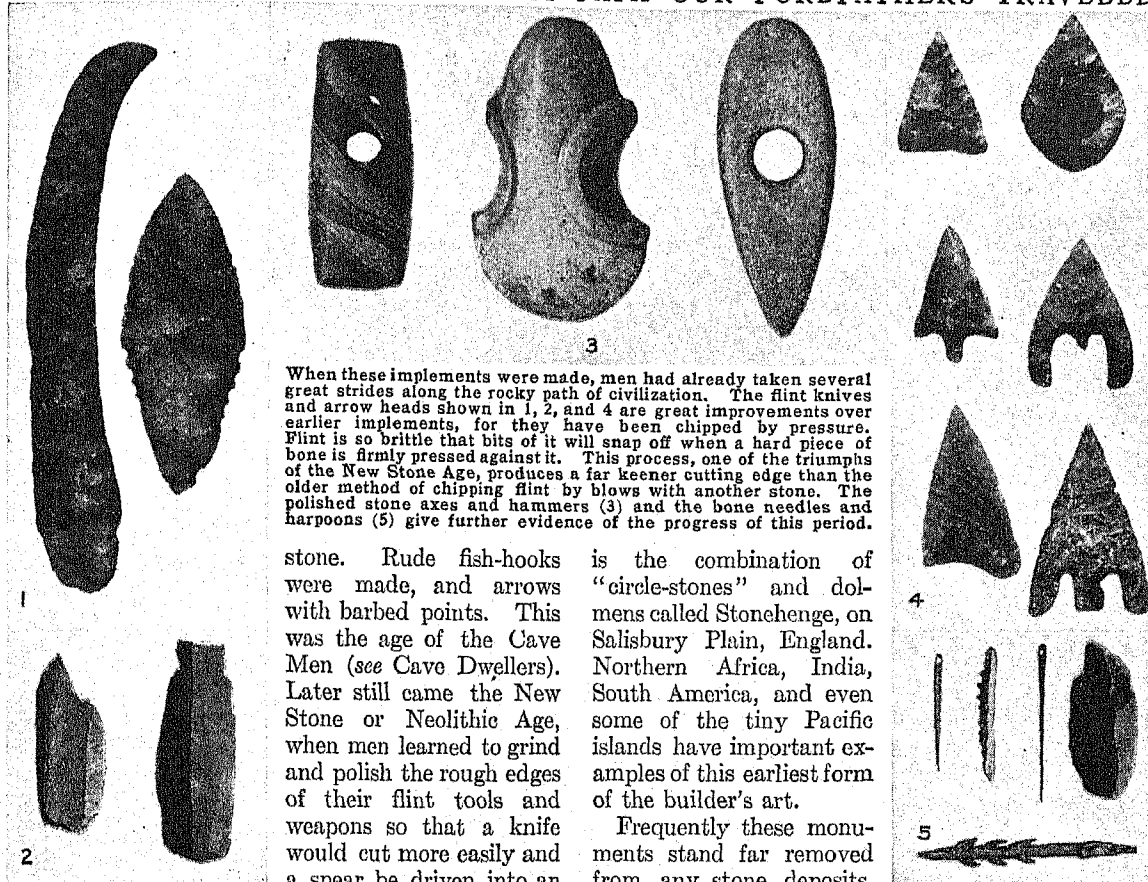 OUR FOREFATHERS
1
2
3
When these implements were made, men had already taken several
great strides along the rocky path of civilization. The flint knives
and arrow heads shown in 1, 2, and 4 are great improvements over
earlier implements, for they have been chipped by pressure.
Flint is so brittle that bits of it will snap off when a hard piece of
bone is firmly pressed against it. This process, one of the triumphs
of the New Stone Age, produces a far keener cutting edge than the
older method of chipping flint by blows with another stone. The
polished stone axes and hammers (3) and the bone needles and
harpoons (5) give further evidence of the progress of this period.
stone. Rude fish-hooks
were made, and arrows
with barbed points. This
was the age of the Cave
Men (see Cave Dwellers).
Later still came the New
Stone or Neolithic Age,
when men learned to grind
and polish the rough edges
of their flint tools and
weapons so that a knife
would cut more easily and
a spear be driven into an
is the combination of
"circle-stones" and dol-
mens called Stonehenge, on
Salisbury Plain, England.
Northern Africa, India,
South America, and even
some of the tiny Pacific
islands have important ex-
amples of this earliest form
of the builder's art.
Frequently these monu-
ments stand far removed
from any stone deposits
4
5